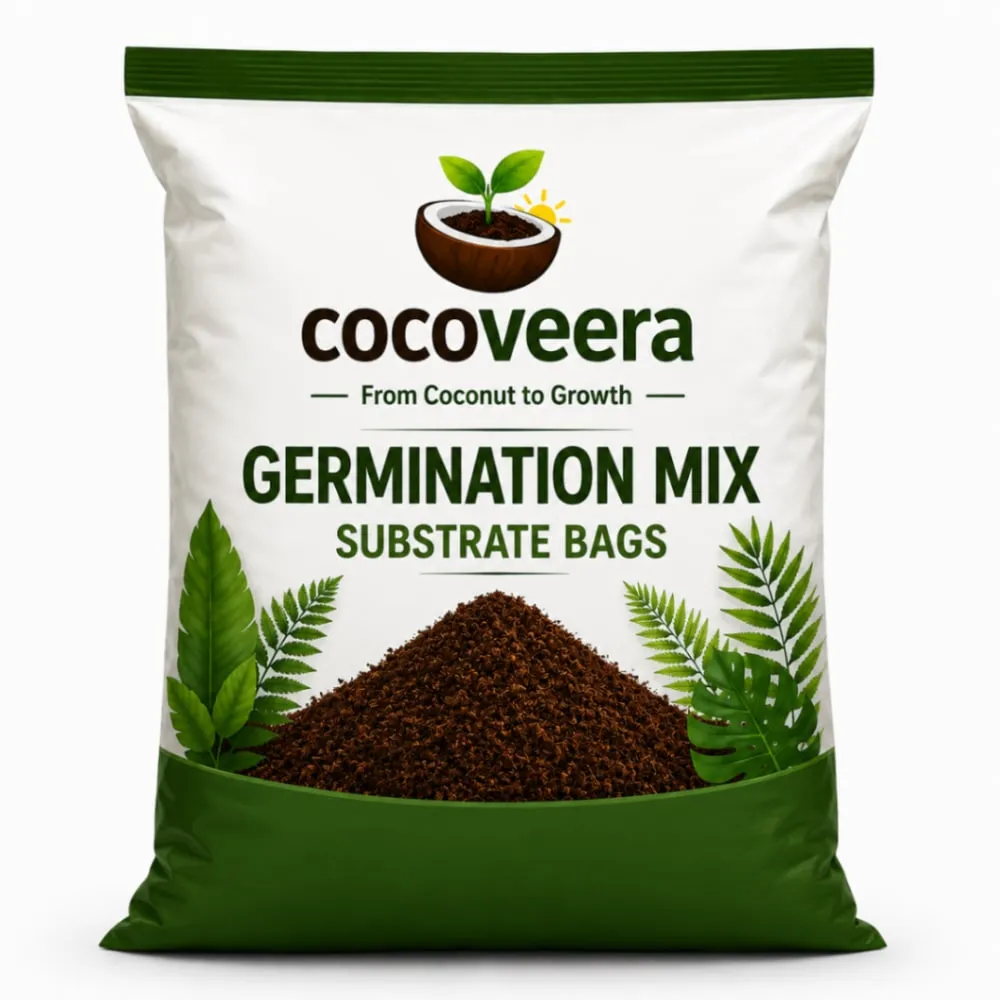 cocoveera
From Coconut to Growth
GERMINATION MIX
SUBSTRATE BAGS